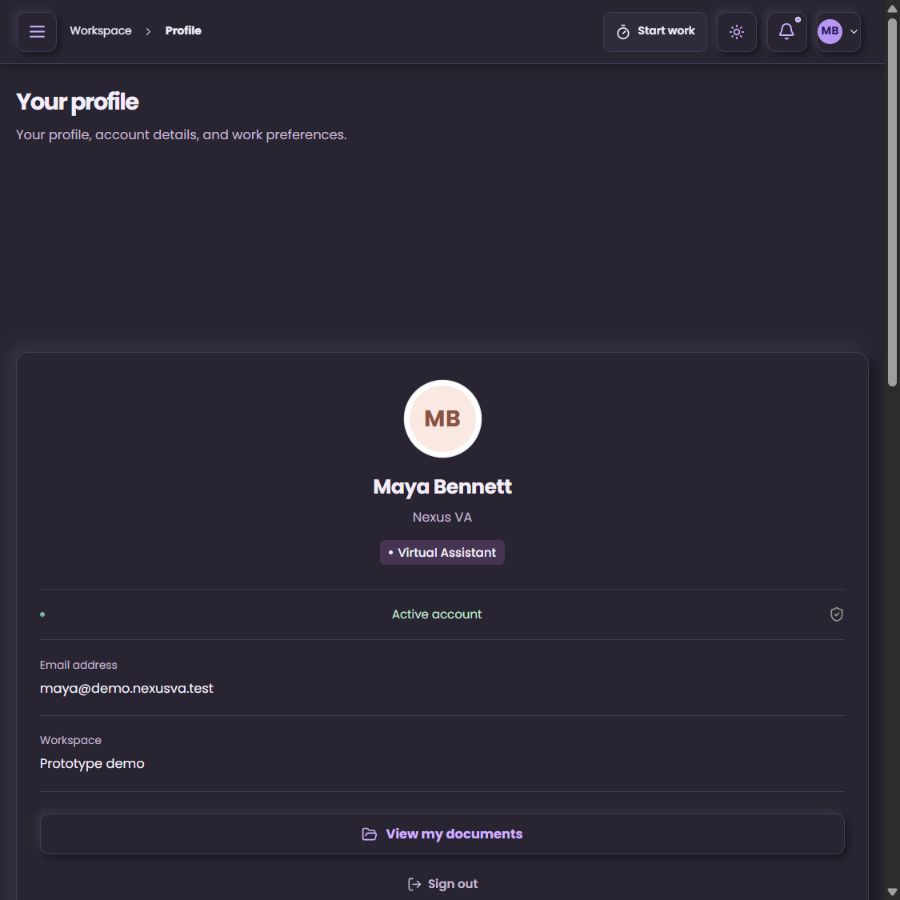 Workspace > Profile
Start work
MB
Your profile
Your profile, account details, and work preferences.
MB
Maya Bennett
Nexus VA
• Virtual Assistant
Active account
Email address
maya@demo.nexusva.test
Workspace
Prototype demo
View my documents
Sign out